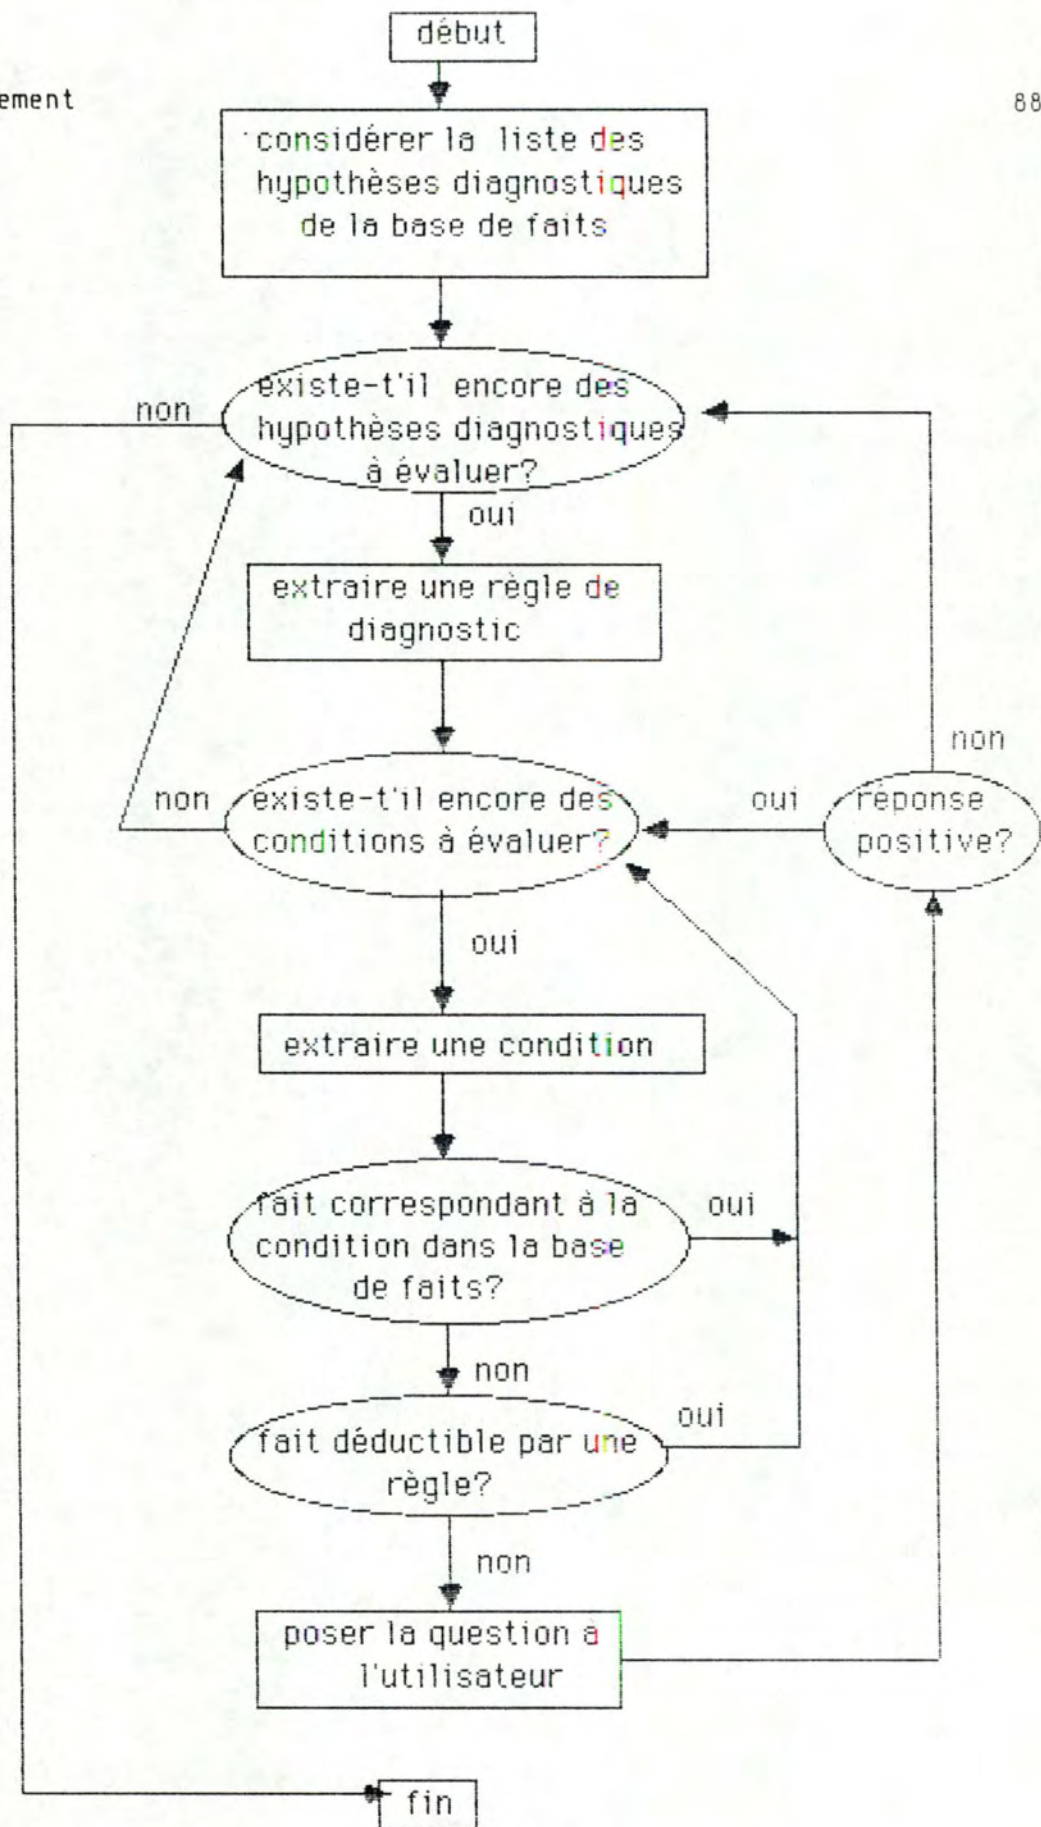 début
ement
88
considérer la liste des
hypothèses diagnostiques
de la base de faits
existe-t'il encore des
hypothèses diagnostiques
à évaluer?
non
oui
extraire une règle de
diagnostic
non
existe-t'il encore des
conditions à évaluer?
non
oui
réponse
positive?
oui
extraire une condition
fait correspondant à la
condition dans la base
de faits?
oui
non
fait déductible par une
règle?
oui
non
poser la question à
l'utilisateur
fin